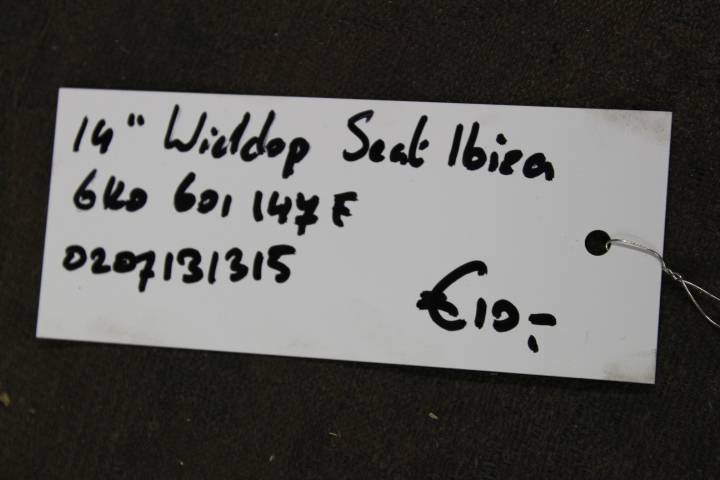 14" Wieldop Seat Ibiza
6K0 601 147 F
0207131315
€10,-